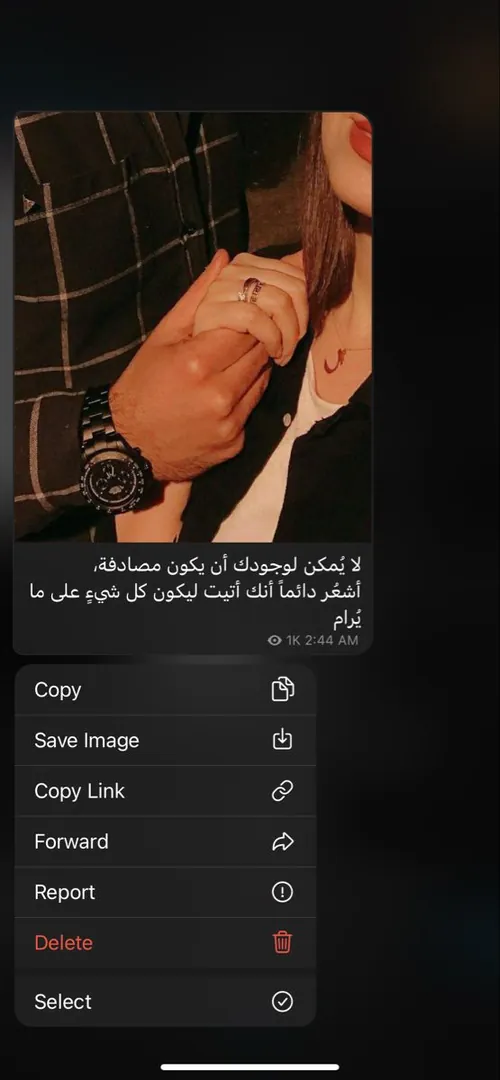 لا يُمكن لوجودك أن يكون مصادفة،
أشعُر دائماً أنك أتيت ليكون كل شيءٍ على ما
يُرام
1K 2:44 AM
Copy
Save Image
Copy Link
Forward
Report
Delete
Select